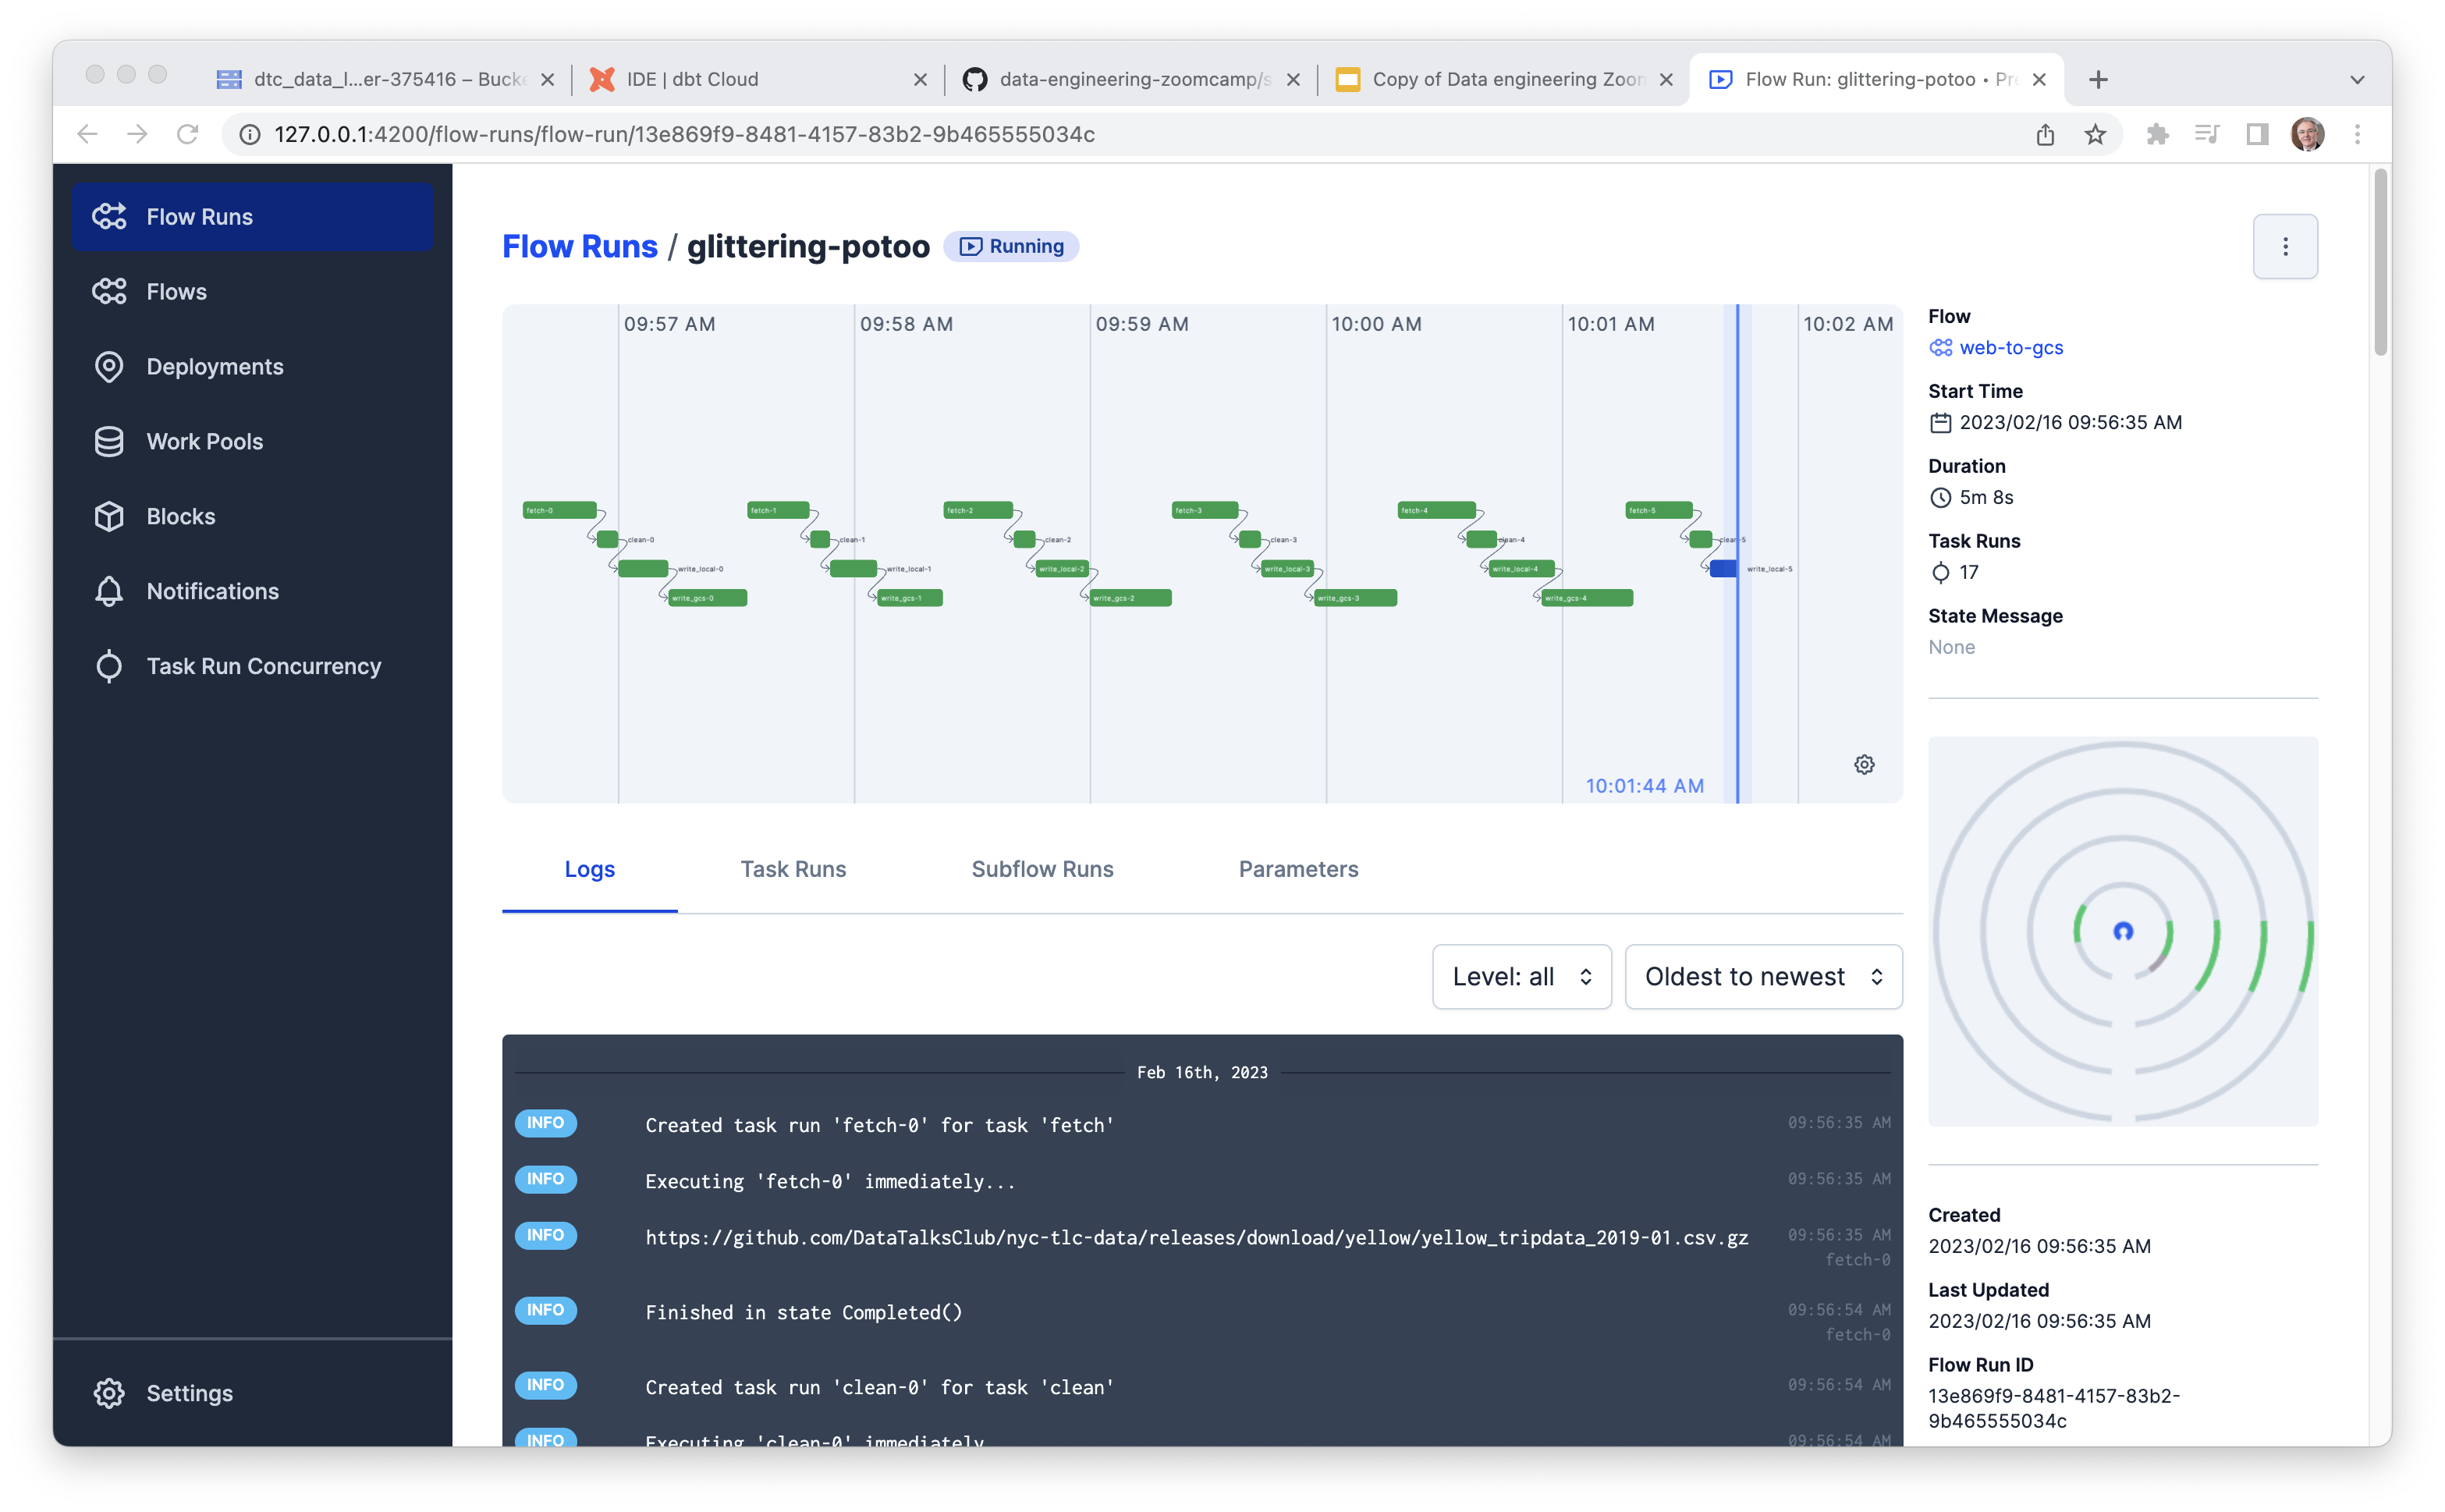 dtc_data_l...er-375416 – Bucke
IDE | dbt Cloud
data-engineering-zoomcamp/s
Copy of Data engineering Zoom
Flow Run: glittering-potoo • Pre
127.0.0.1:4200/flow-runs/flow-run/13e869f9-8481-4157-83b2-9b465555034c
Flow Runs
Flows
Deployments
Work Pools
Blocks
Notifications
Task Run Concurrency
Settings
Flow Runs / glittering-potoo Running
09:57 AM 09:58 AM 09:59 AM 10:00 AM 10:01 AM 10:02 AM
fetch-0 fetch-1 fetch-2 fetch-3 fetch-4 fetch-5
clean-0 clean-1 clean-2 clean-3 clean-4 clean-5
write_local-0 write_local-1 write_local-2 write_local-3 write_local-4 write_local-5
write_gcs-0 write_gcs-1 write_gcs-2 write_gcs-3 write_gcs-4
10:01:44 AM
Logs Task Runs Subflow Runs Parameters
Level: all Oldest to newest
Feb 16th, 2023
INFO Created task run 'fetch-0' for task 'fetch' 09:56:35 AM
INFO Executing 'fetch-0' immediately... 09:56:35 AM
INFO https://github.com/DataTalksClub/nyc-tlc-data/releases/download/yellow/yellow_tripdata_2019-01.csv.gz 09:56:35 AM
fetch-0
INFO Finished in state Completed() 09:56:54 AM
fetch-0
INFO Created task run 'clean-0' for task 'clean' 09:56:54 AM
INFO Executing 'clean-0' immediately 09:56:54 AM
Flow
web-to-gcs
Start Time
2023/02/16 09:56:35 AM
Duration
5m 8s
Task Runs
17
State Message
None
Created
2023/02/16 09:56:35 AM
Last Updated
2023/02/16 09:56:35 AM
Flow Run ID
13e869f9-8481-4157-83b2-
9b465555034c